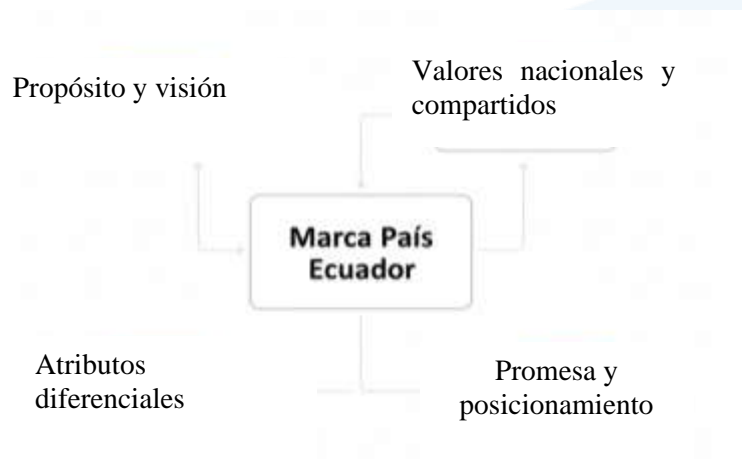 Propósito y visión
Valores nacionales y
compartidos
Marca País
Ecuador
Atributos
diferenciales
Promesa y
posicionamiento